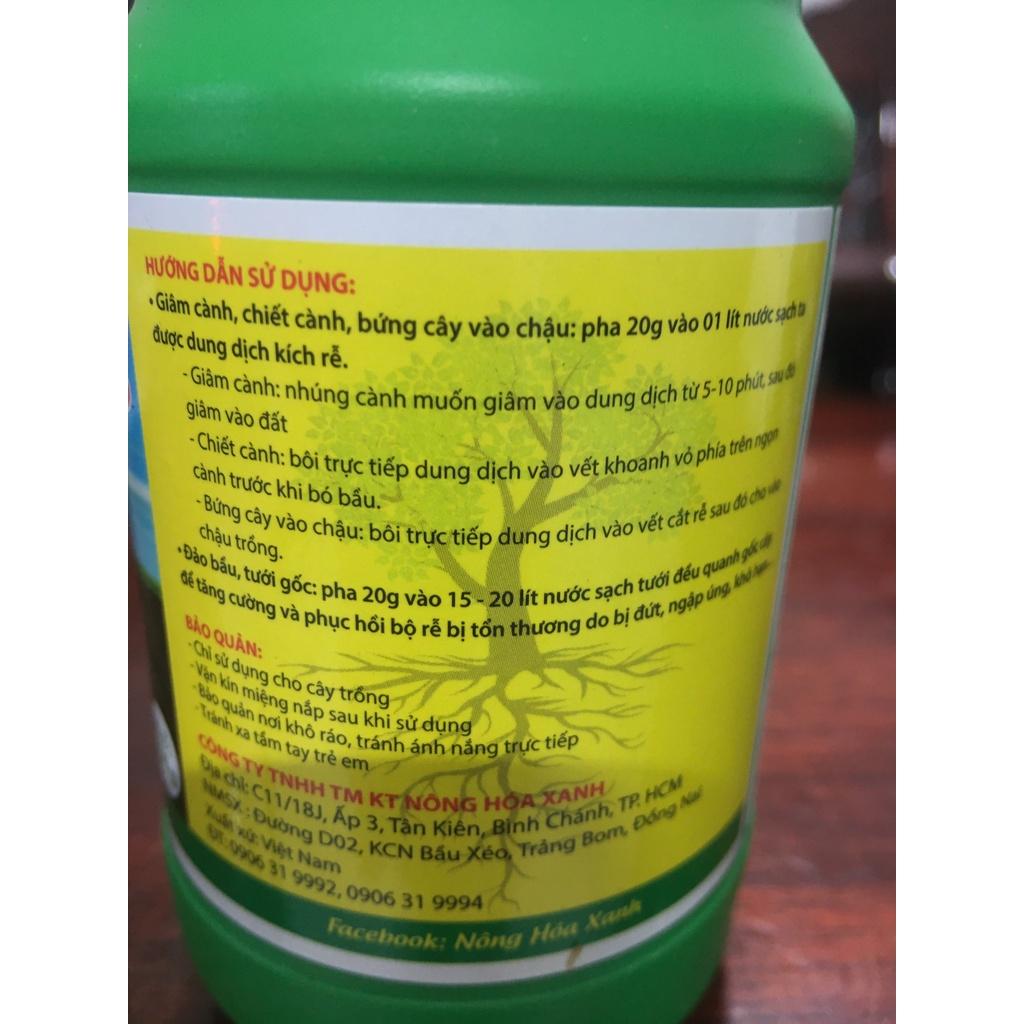 HƯỚNG DẪN SỬ DỤNG:
• Giâm cành, chiết cành, bứng cây vào chậu: pha 20g vào 01 lít nước sạch ta
được dung dịch kích rễ.
- Giâm cành: nhúng cành muốn giâm vào dung dịch từ 5-10 phút, sau đó
giâm vào đất
- Chiết cành: bôi trực tiếp dung dịch vào vết khoanh vỏ phía trên ngọn
cành trước khi bó bầu.
- Bứng cây vào chậu: bôi trực tiếp dung dịch vào vết cắt rễ sau đó cho vào
chậu trồng.
• Đảo bầu, tưới gốc: pha 20g vào 15 - 20 lít nước sạch tưới đều quanh gốc cây
để tăng cường và phục hồi bộ rễ bị tổn thương do bị đứt, ngập úng, khô hạn...
BẢO QUẢN:
- Chỉ sử dụng cho cây trồng
- Vặn kín miệng nắp sau khi sử dụng
- Bảo quản nơi khô ráo, tránh ánh nắng trực tiếp
- Tránh xa tầm tay trẻ em
CÔNG TY TNHH TM KT NÔNG HÓA XANH
Địa chỉ: C11/18J, Ấp 3, Tân Kiên, Bình Chánh, TP. HCM
NMSX : Đường D02, KCN Bầu Xéo, Trảng Bom, Đồng Nai
Xuất xứ: Việt Nam
ĐT: 0906 31 9992, 0906 31 9994
Facebook: Nông Hóa Xanh